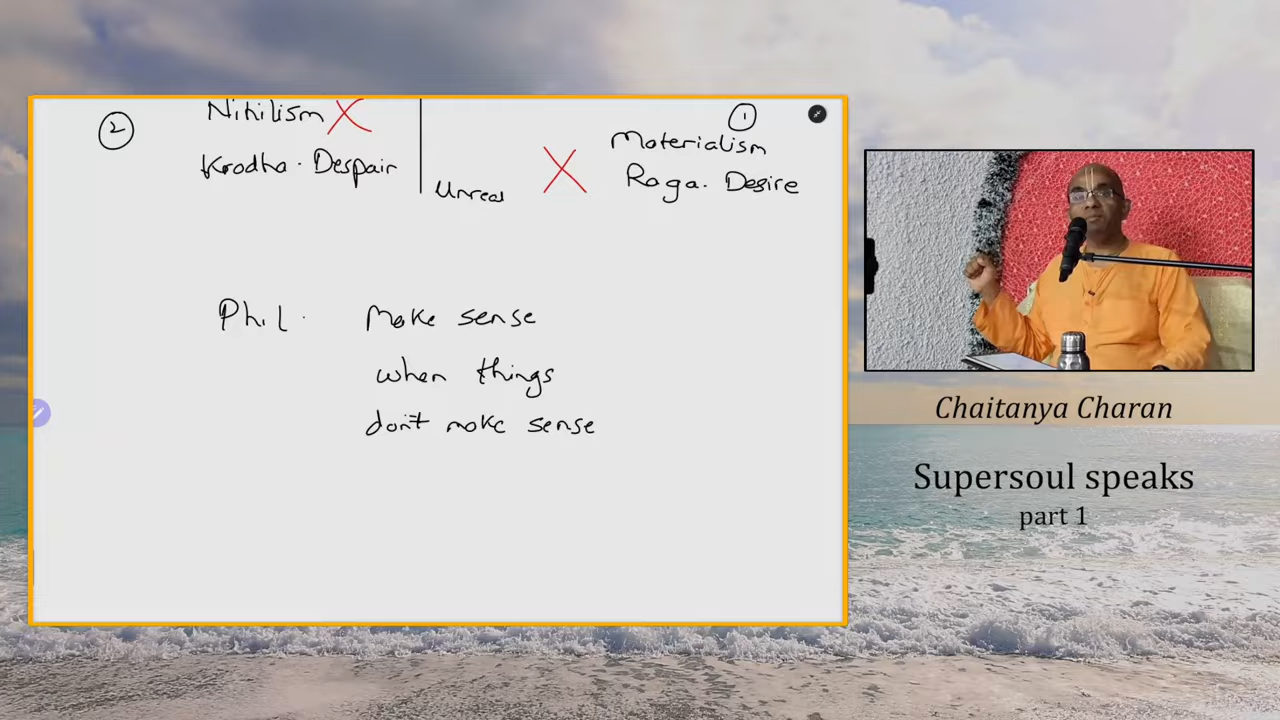 ②
Nihilism
Krodha. Despair
Unreal
①
Materialism
Raga. Desire
Phil. Make sense
when things
don't make sense
Chaitanya Charan
Supersoul speaks
part 1